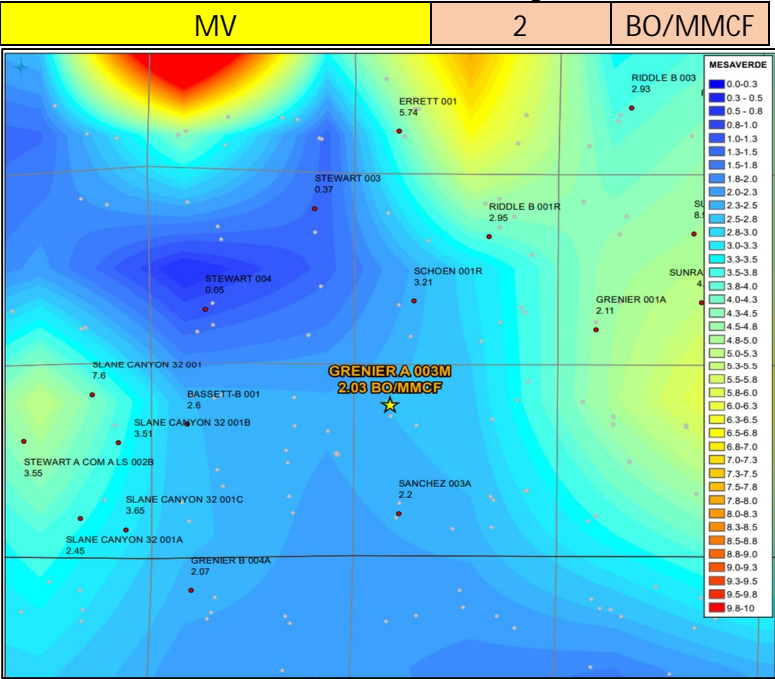 MV 2 BO/MMCF
MESAVERDE
0.0-0.3
0.3 - 0.5
0.5 - 0.8
0.8-1.0
1.0-1.3
1.3-1.5
1.5-1.8
1.8-2.0
2.0-2.3
2.3-2.5
2.5-2.8
2.8-3.0
3.0-3.3
3.3-3.5
3.5-3.8
3.8-4.0
4.0-4.3
4.3-4.5
4.5-4.8
4.8-5.0
5.0-5.3
5.3-5.5
5.5-5.8
5.8-6.0
6.0-6.3
6.3-6.5
6.5-6.8
6.8-7.0
7.0-7.3
7.3-7.5
7.5-7.8
7.8-8.0
8.0-8.3
8.3-8.5
8.5-8.8
8.8-9.0
9.0-9.3
9.3-9.5
9.5-9.8
9.8-10
RIDDLE B 003
2.93
ERRETT 001
5.74
STEWART 003
0.37
RIDDLE B 001R
2.95
SCHOEN 001R
3.21
STEWART 004
0.05
SUNRA
GRENIER 001A
2.11
SLANE CANYON 32 001
7.6
GRENIER A 003M
2.03 BO/MMCF
BASSETT-B 001
2.6
SLANE CANYON 32 001B
3.51
STEWART A COM A LS 002B
3.55
SANCHEZ 003A
2.2
SLANE CANYON 32 001C
3.65
SLANE CANYON 32 001A
2.45
GRENIER B 004A
2.07